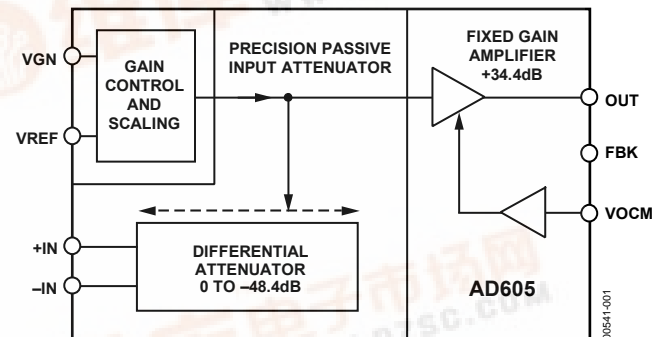 VGN
GAIN
CONTROL
AND
SCALING
VREF
PRECISION PASSIVE
INPUT ATTENUATOR
FIXED GAIN
AMPLIFIER
+34.4dB
OUT
FBK
VOCM
+IN
–IN
DIFFERENTIAL
ATTENUATOR
0 TO –48.4dB
AD605
00541-001